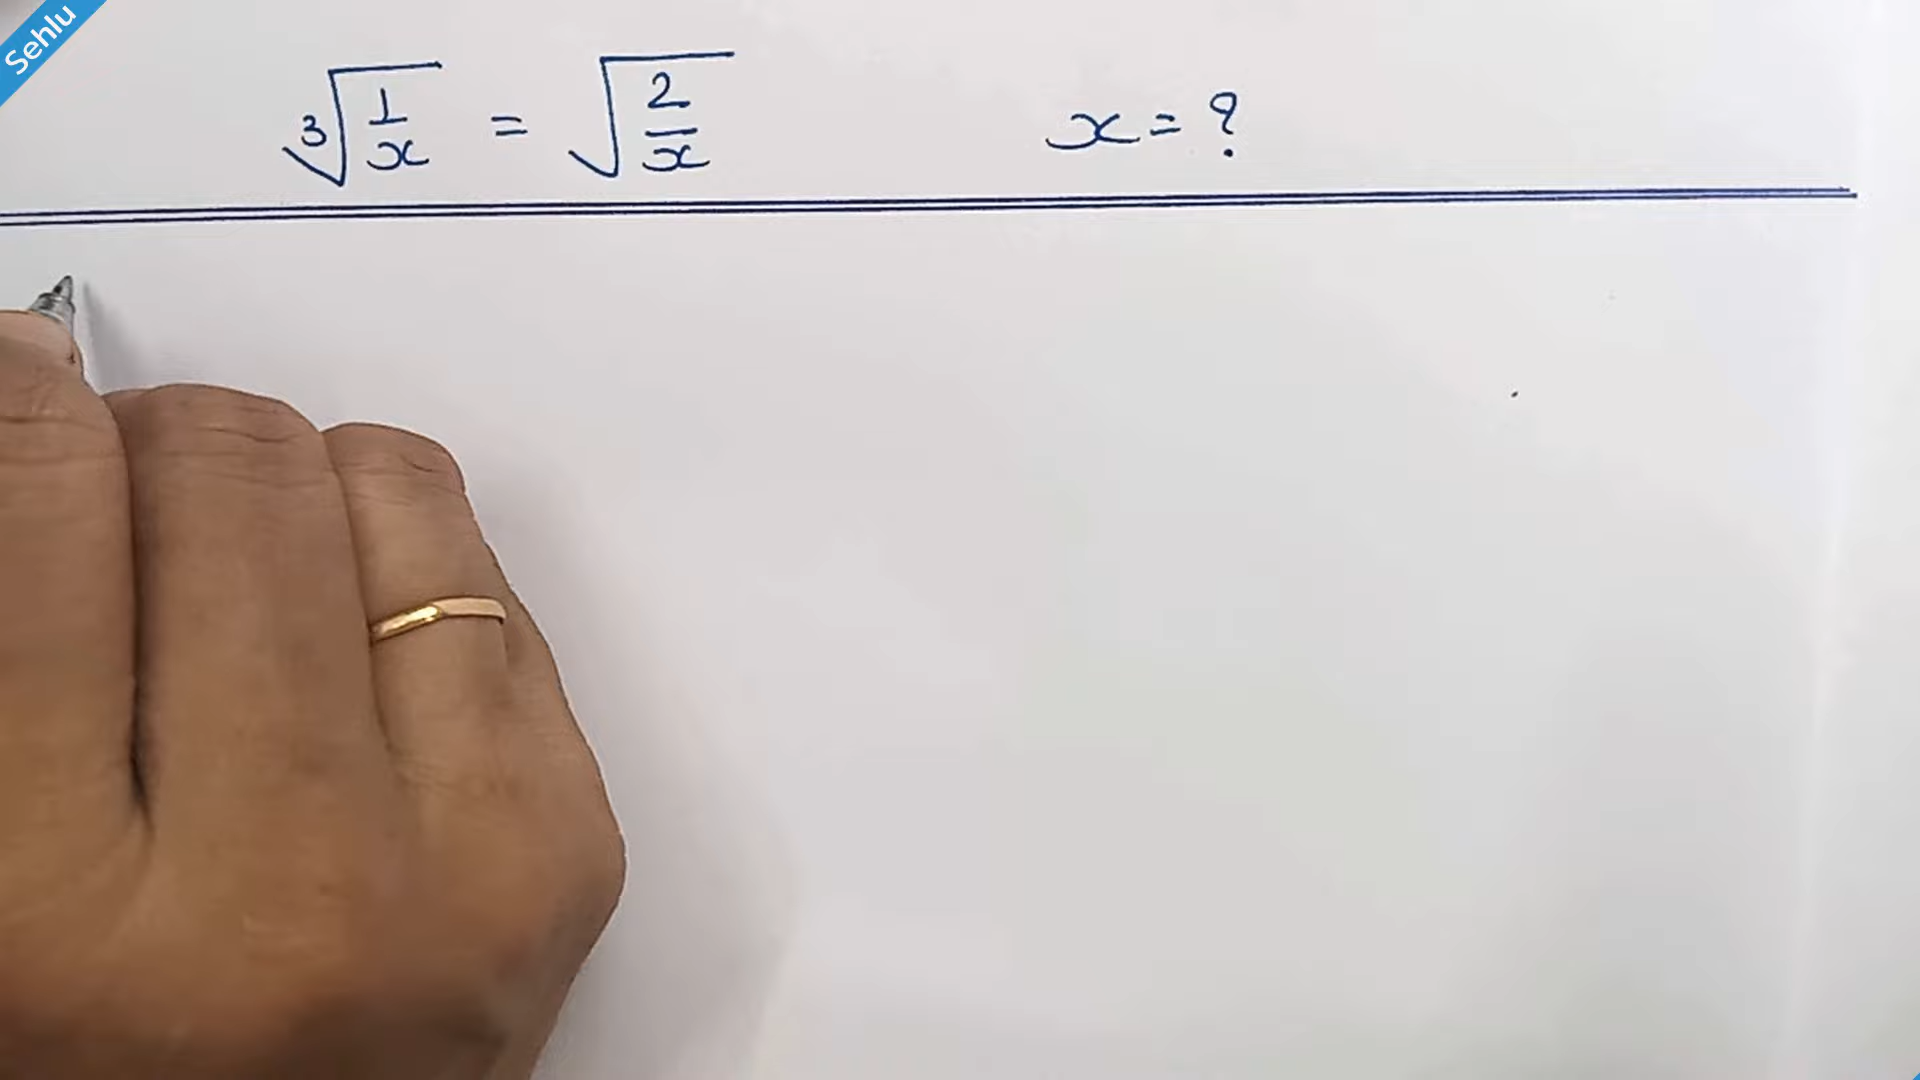 Sehlu
∛(1/x) = √(2/x) x = ?